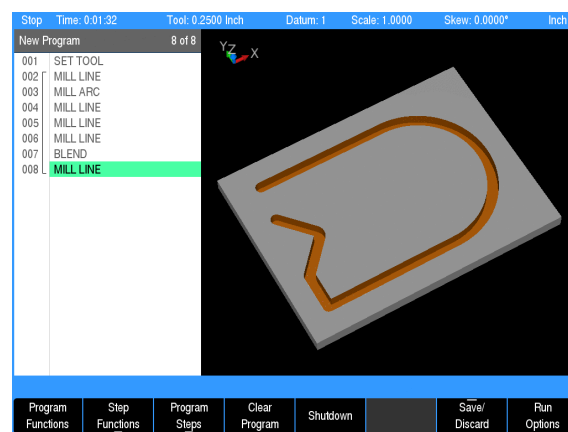 Stop Time: 0:01:32 Tool: 0.2500 Inch Datum: 1 Scale: 1.0000 Skew: 0.0000° Inch
New Program 8 of 8
001 SET TOOL
002 MILL LINE
003 MILL ARC
004 MILL LINE
005 MILL LINE
006 MILL LINE
007 BLEND
008 MILL LINE
Y Z X
Program Functions
Step Functions
Program Steps
Clear Program
Shutdown
Save/ Discard
Run Options